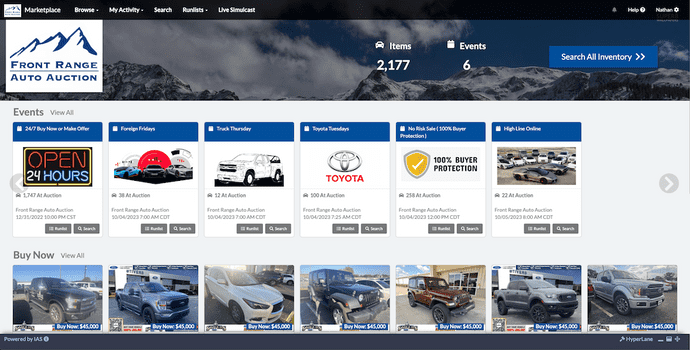 Marketplace Browse My Activity Search Runlists Live Simulcast Help Nathan
FRONT RANGE
AUTO AUCTION
Items
2,177
Events
6
Search All Inventory
Events View All
24/7 Buy Now or Make Offer
OPEN
24 HOURS
1,747 At Auction
Front Range Auto Auction
12/31/2022 10:00 PM CST
Runlist Search
Foreign Fridays
38 At Auction
Front Range Auto Auction
10/04/2023 7:00 AM CDT
Runlist Search
Truck Thursday
12 At Auction
Front Range Auto Auction
10/04/2023 7:00 AM CDT
Runlist Search
Toyota Tuesdays
TOYOTA
100 At Auction
Front Range Auto Auction
10/04/2023 7:25 AM CDT
Runlist Search
No Risk Sale ( 100% Buyer
Protection )
100% BUYER
PROTECTION
258 At Auction
Front Range Auto Auction
10/04/2023 12:00 PM CDT
Runlist Search
High Line Online
22 At Auction
Front Range Auto Auction
10/05/2023 8:00 AM CDT
Runlist Search
Buy Now View All
Buy Now: $45,000
Buy Now: $45,000
Buy Now: $45,000
Buy Now: $45,000
Buy Now: $45,000
Buy Now: $45,000
Buy Now: $45,000
Powered by IAS
HyperLane